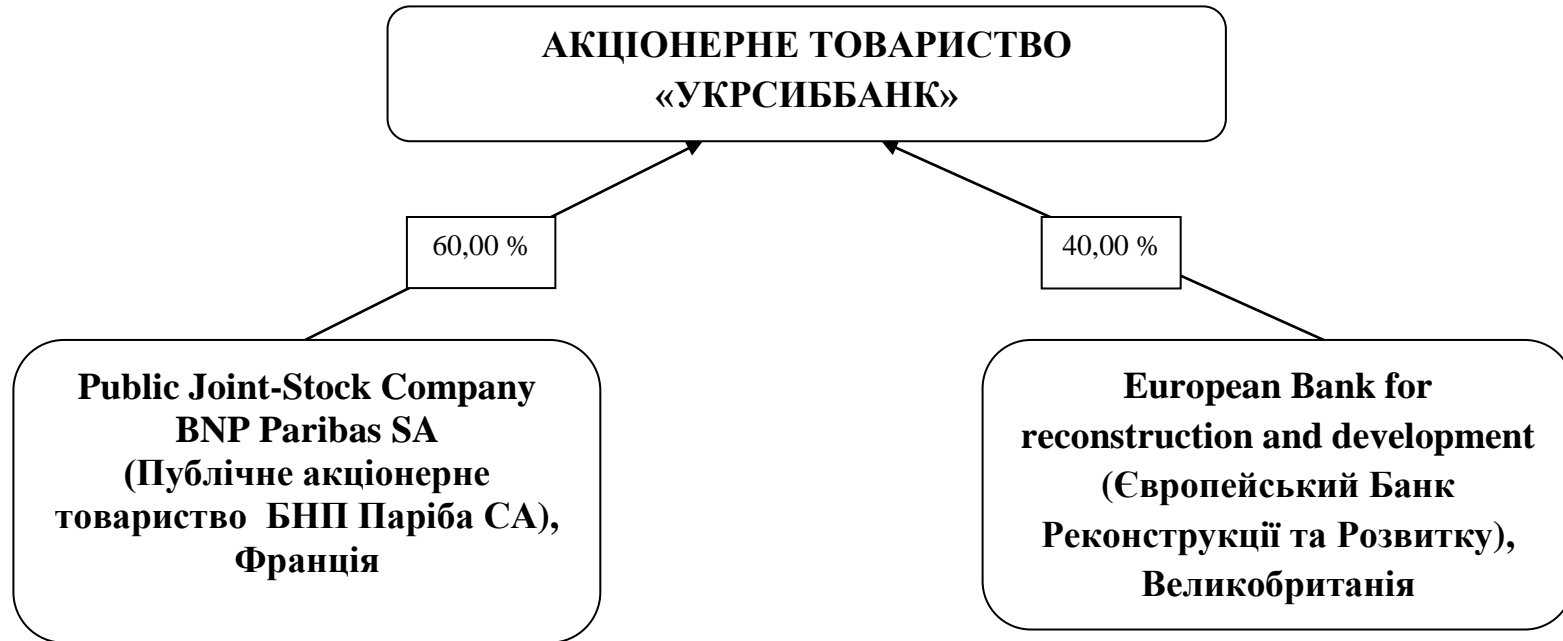 АКЦІОНЕРНЕ ТОВАРИСТВО
«УКРСИББАНК»
60,00 %
40,00 %
Public Joint-Stock Company
BNP Paribas SA
(Публічне акціонерне
товариство БНП Паріба СА),
Франція
European Bank for
reconstruction and development
(Європейський Банк
Реконструкції та Розвитку),
Великобританія